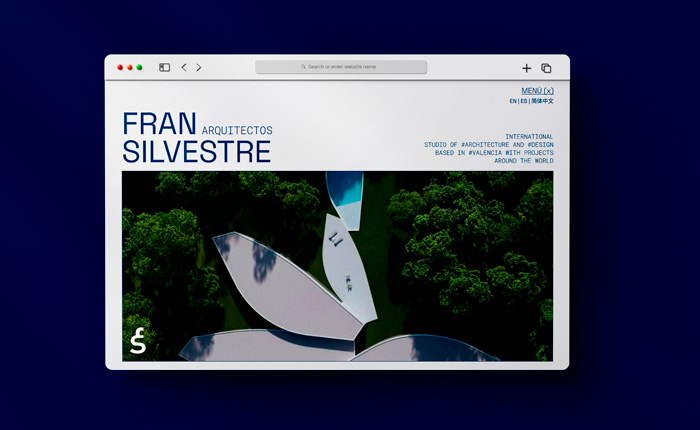 Search or enter website name
MENÚ (×)
EN | ES | 简体中文
FRAN ARQUITECTOS
SILVESTRE
INTERNATIONAL
STUDIO OF #ARCHITECTURE AND #DESIGN
BASED IN #VALENCIA WITH PROJECTS
AROUND THE WORLD